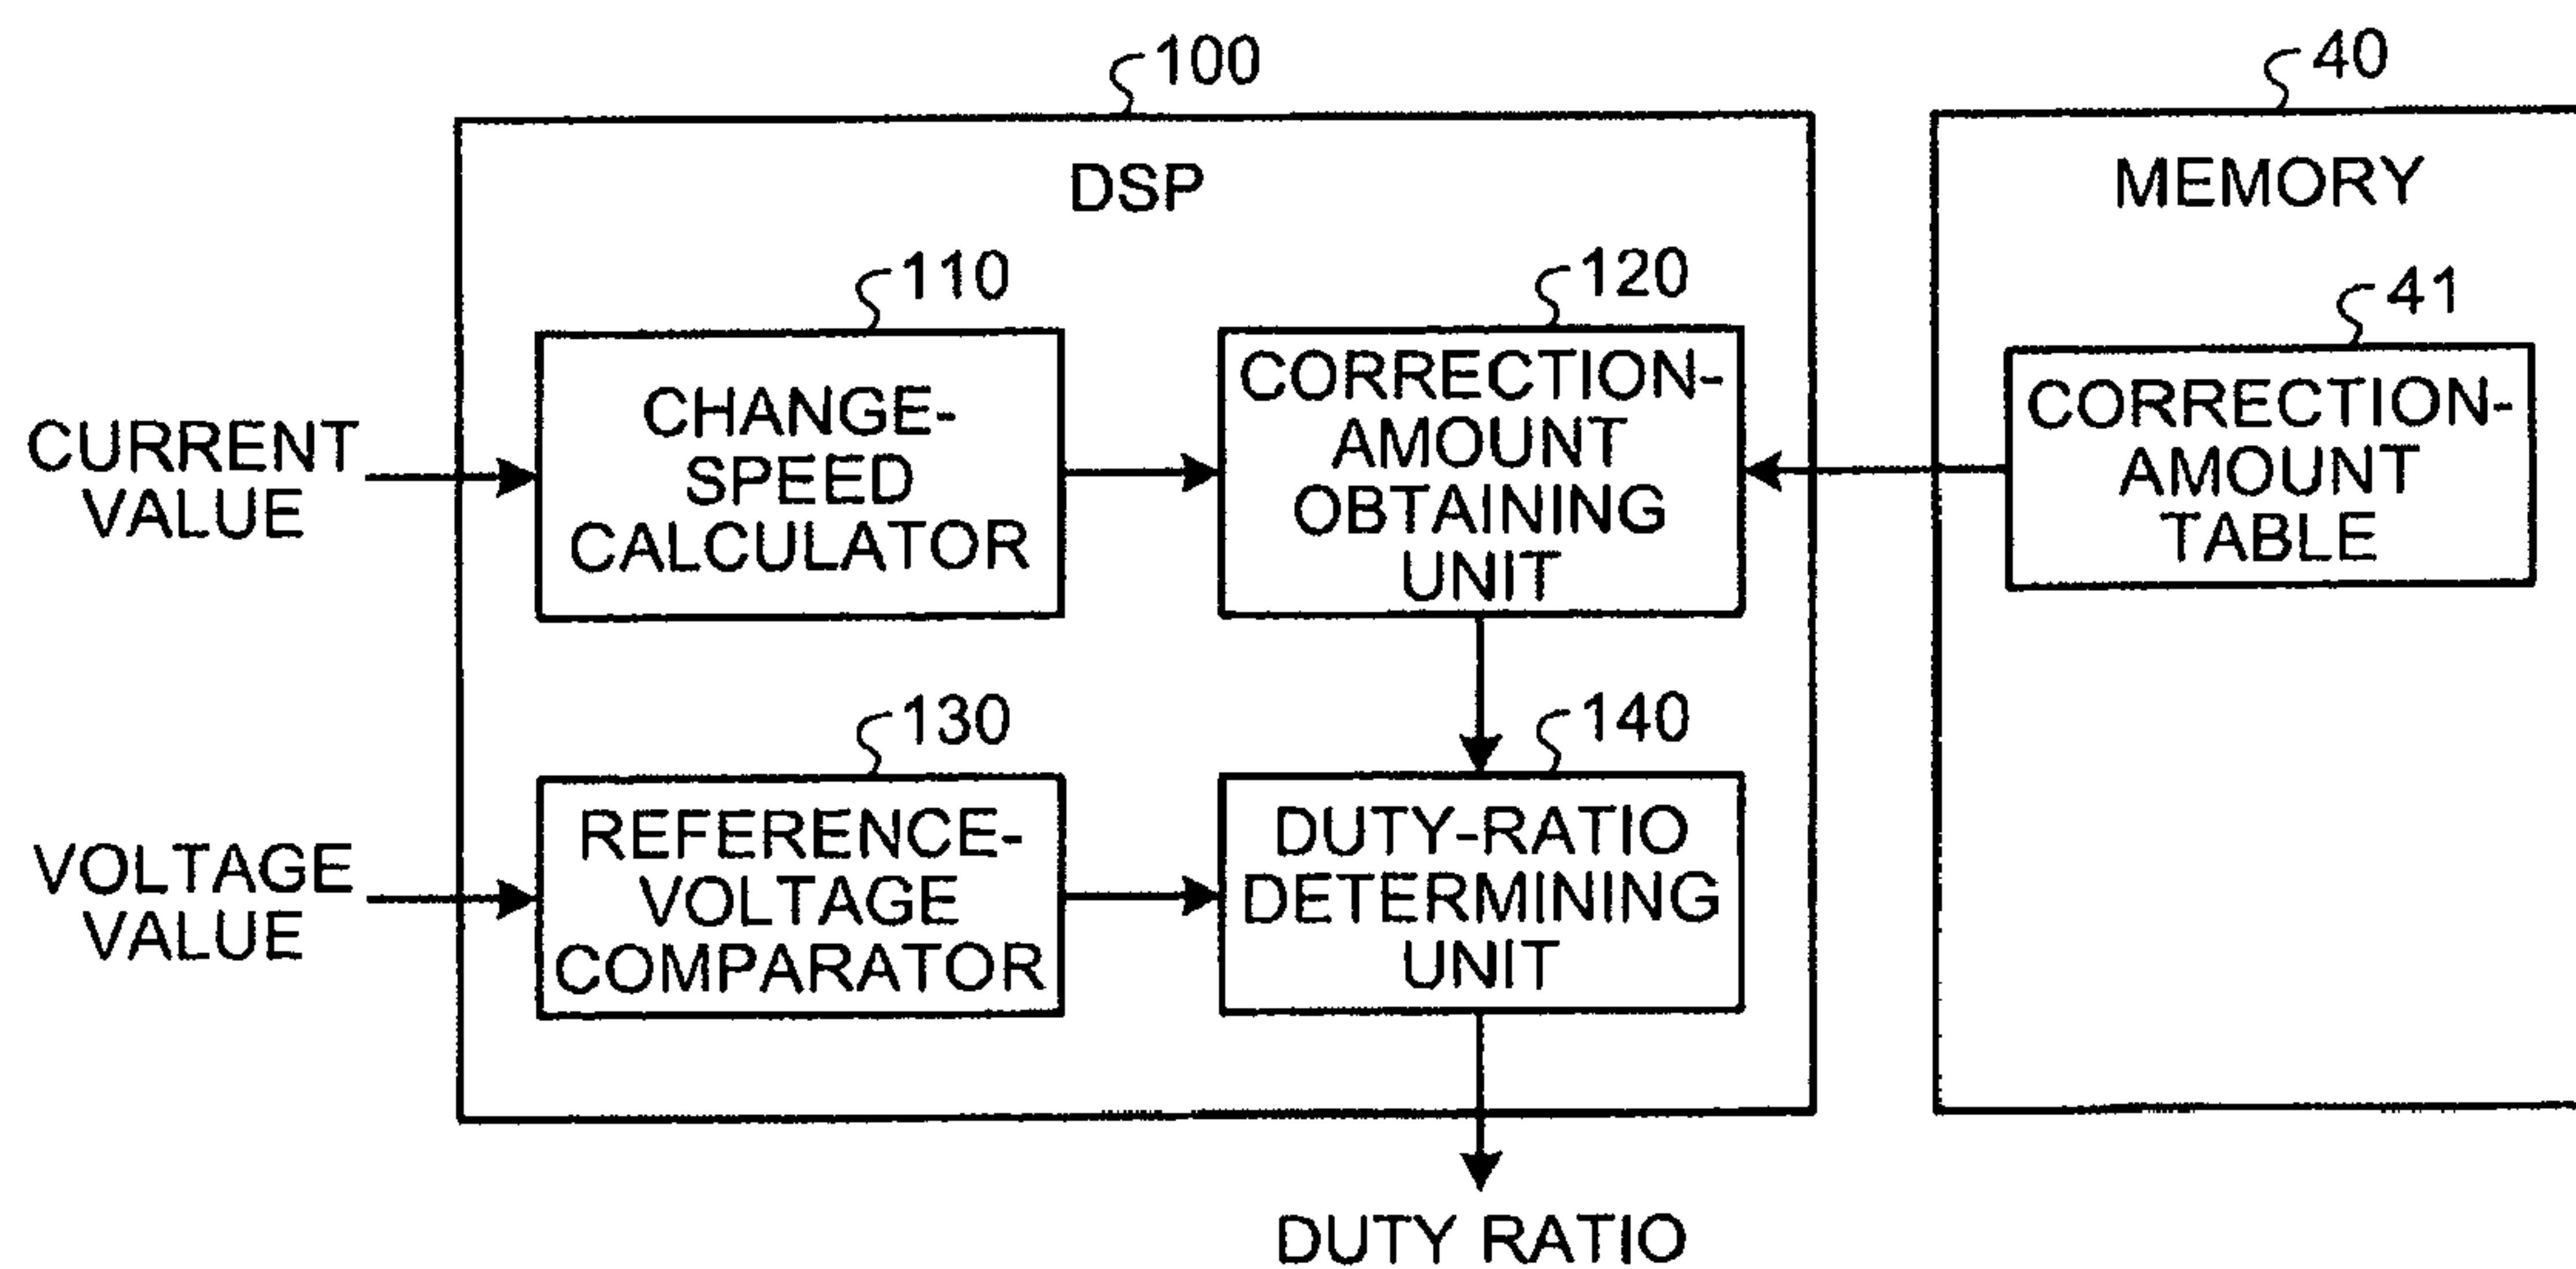 100
40
DSP
MEMORY
110
120
41
CURRENT
VALUE
CHANGE-
SPEED
CALCULATOR
CORRECTION-
AMOUNT
OBTAINING
UNIT
CORRECTION-
AMOUNT
TABLE
130
140
VOLTAGE
VALUE
REFERENCE-
VOLTAGE
COMPARATOR
DUTY-RATIO
DETERMINING
UNIT
DUTY RATIO